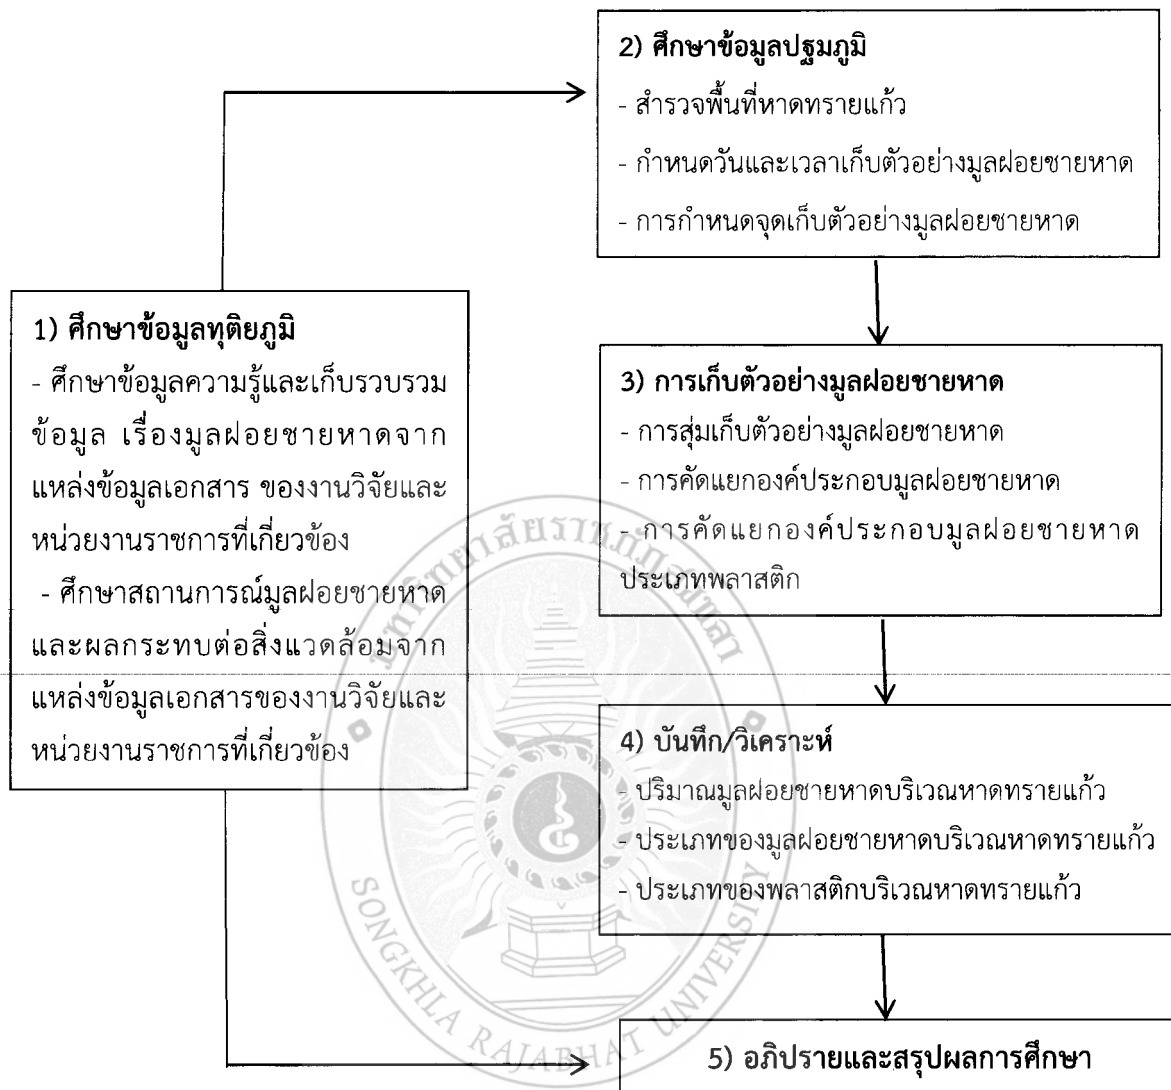 1) ศึกษาข้อมูลทุติยภูมิ
- ศึกษาข้อมูลความรู้และเก็บรวบรวม
ข้อมูล เรื่องมูลฝอยชายหาดจาก
แหล่งข้อมูลเอกสาร ของงานวิจัยและ
หน่วยงานราชการที่เกี่ยวข้อง
- ศึกษาสถานการณ์มูลฝอยชายหาด
และผลกระทบต่อสิ่งแวดล้อมจาก
แหล่งข้อมูลเอกสารของงานวิจัยและ
หน่วยงานราชการที่เกี่ยวข้อง
2) ศึกษาข้อมูลปฐมภูมิ
- สำรวจพื้นที่หาดทรายแก้ว
- กำหนดวันและเวลาเก็บตัวอย่างมูลฝอยชายหาด
- การกำหนดจุดเก็บตัวอย่างมูลฝอยชายหาด
3) การเก็บตัวอย่างมูลฝอยชายหาด
- การสุ่มเก็บตัวอย่างมูลฝอยชายหาด
- การคัดแยกองค์ประกอบมูลฝอยชายหาด
- การคัดแยกองค์ประกอบมูลฝอยชายหาด
ประเภทพลาสติก
4) บันทึก/วิเคราะห์
- ปริมาณมูลฝอยชายหาดบริเวณหาดทรายแก้ว
- ประเภทของมูลฝอยชายหาดบริเวณหาดทรายแก้ว
- ประเภทของพลาสติกบริเวณหาดทรายแก้ว
5) อภิปรายและสรุปผลการศึกษา
มหาวิทยาลัยราชภัฏสงขลา
SONGKHLA RAJABHAT UNIVERSITY